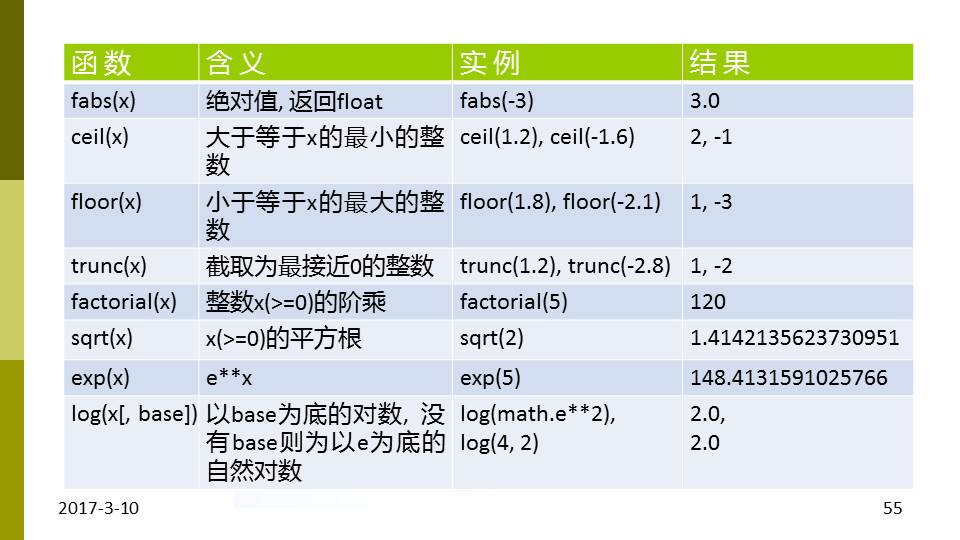 函数 含义 实例 结果
fabs(x) 绝对值, 返回float fabs(-3) 3.0
ceil(x) 大于等于x的最小的整 ceil(1.2), ceil(-1.6) 2, -1
数
floor(x) 小于等于x的最大的整 floor(1.8), floor(-2.1) 1, -3
数
trunc(x) 截取为最接近0的整数 trunc(1.2), trunc(-2.8) 1, -2
factorial(x) 整数x(>=0)的阶乘 factorial(5) 120
sqrt(x) x(>=0)的平方根 sqrt(2) 1.4142135623730951
exp(x) e**x exp(5) 148.4131591025766
log(x[, base]) 以base为底的对数, 没 log(math.e**2), 2.0,
有base则为以e为底的 log(4, 2) 2.0
自然对数
2017-3-10 55